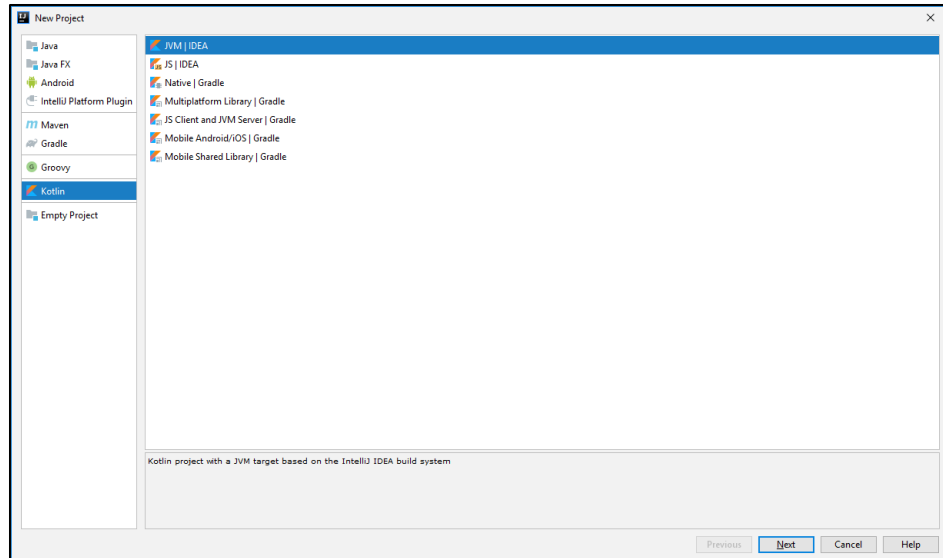 New Project
Java
Java FX
Android
IntelliJ Platform Plugin
Maven
Gradle
Groovy
Kotlin
Empty Project
JVM | IDEA
JS | IDEA
Native | Gradle
Multiplatform Library | Gradle
JS Client and JVM Server | Gradle
Mobile Android/iOS | Gradle
Mobile Shared Library | Gradle
Kotlin project with a JVM target based on the IntelliJ IDEA build system
Previous Next Cancel Help